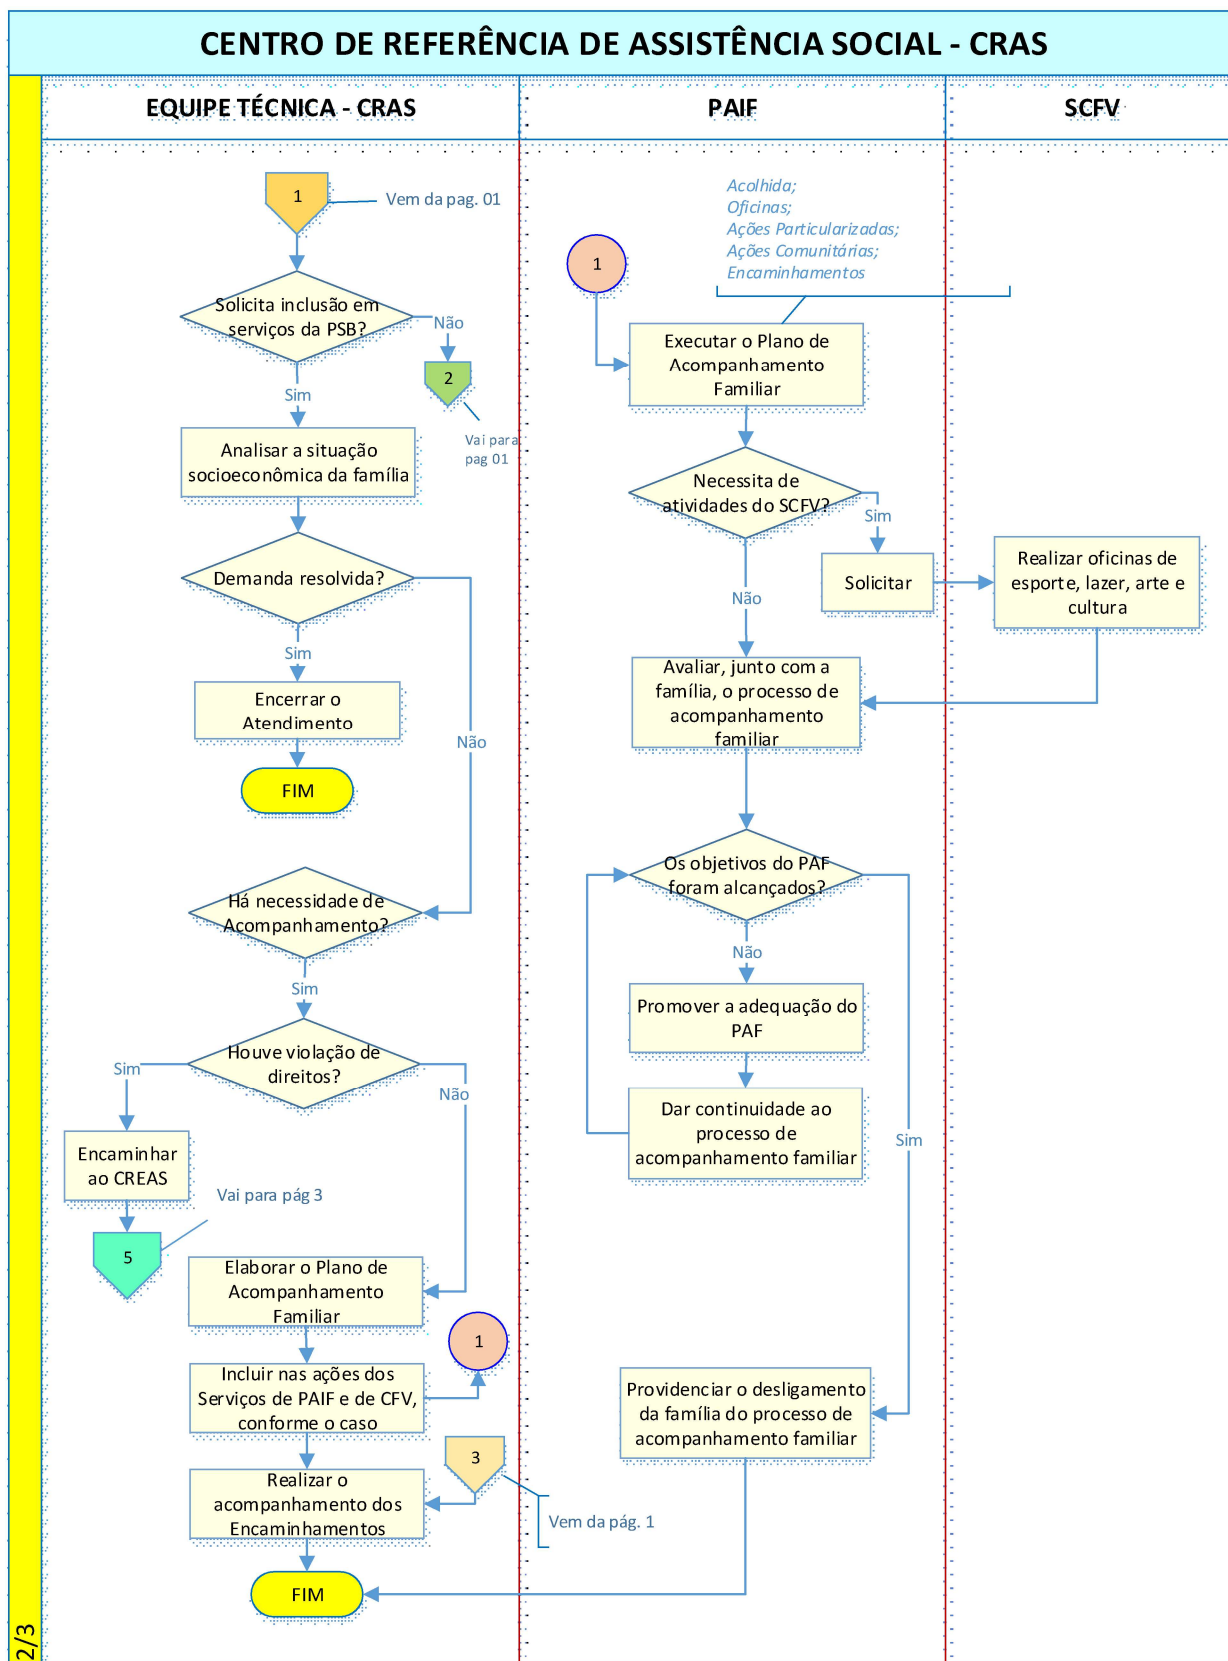 CENTRO DE REFERÊNCIA DE ASSISTÊNCIA SOCIAL - CRAS
EQUIPE TÉCNICA - CRAS
PAIF
SCFV
1
Vem da pag. 01
Solicita inclusão em
serviços da PSB?
Não
2
Vai para
pag 01
Sim
Analisar a situação
socioeconômica da família
Demanda resolvida?
Sim
Não
Encerrar o
Atendimento
FIM
Há necessidade de
Acompanhamento?
Sim
Houve violação de
direitos?
Sim
Não
Encaminhar
ao CREAS
Vai para pág 3
5
Elaborar o Plano de
Acompanhamento
Familiar
1
Incluir nas ações dos
Serviços de PAIF e de CFV,
conforme o caso
3
Vem da pág. 1
Realizar o
acompanhamento dos
Encaminhamentos
FIM
Acolhida;
Oficinas;
Ações Particularizadas;
Ações Comunitárias;
Encaminhamentos
1
Executar o Plano de
Acompanhamento
Familiar
Necessita de
atividades do SCFV?
Sim
Não
Solicitar
Realizar oficinas de
esporte, lazer, arte e
cultura
Avaliar, junto com a
família, o processo de
acompanhamento
familiar
Os objetivos do PAF
foram alcançados?
Não
Promover a adequação do
PAF
Dar continuidade ao
processo de
acompanhamento familiar
Sim
Providenciar o desligamento
da família do processo de
acompanhamento familiar
2/3